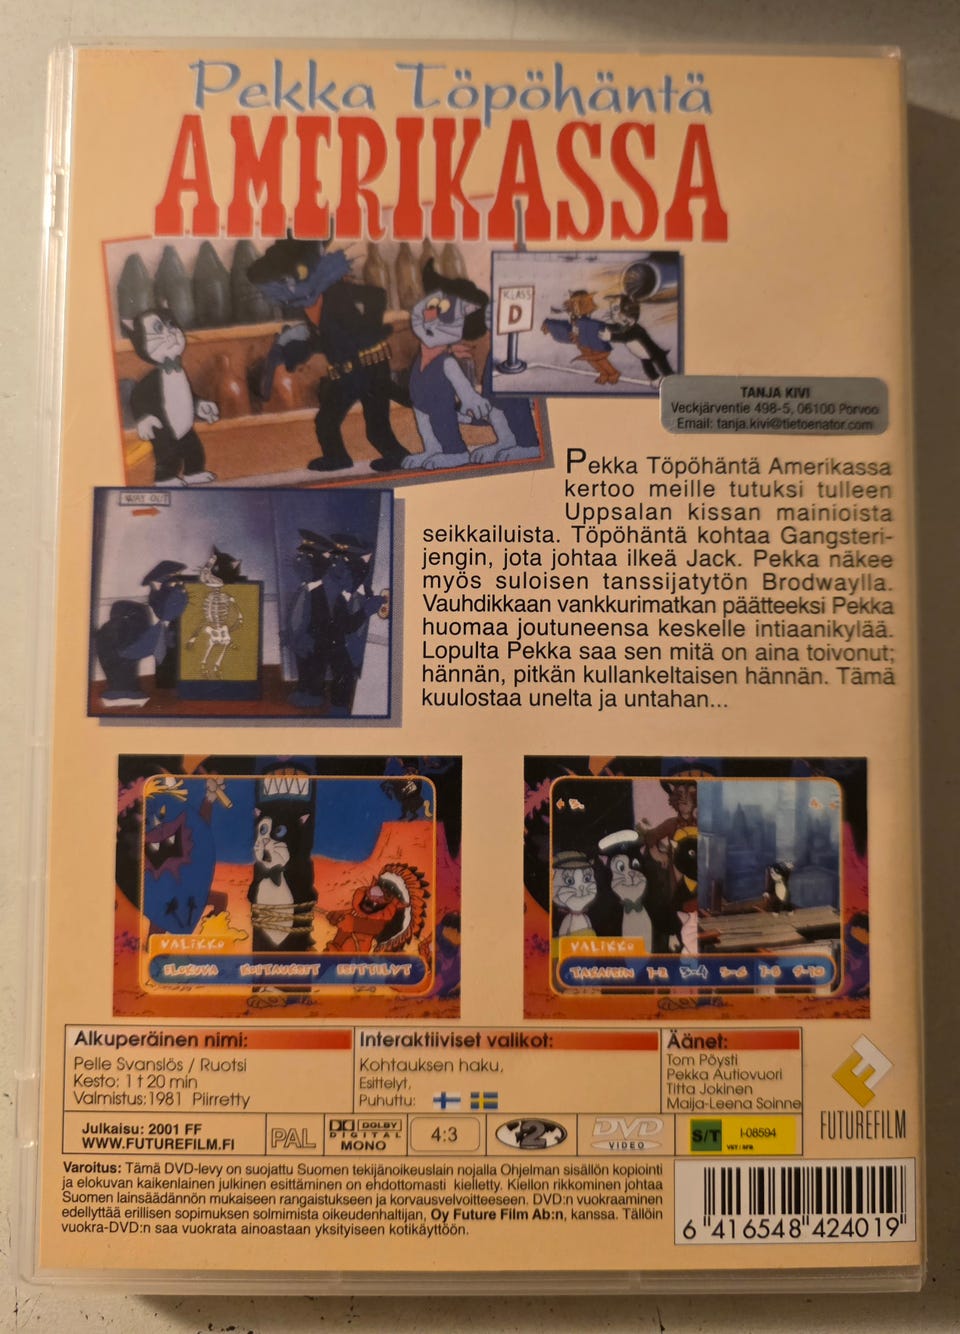 Pekka Töpöhäntä
AMERIKASSA
KLASS
D
TANJA KIVI
Veckjärventie 498-5, 06100 Porvoo
Email: tanja.kivi@tietoenator.com
Pekka Töpöhäntä Amerikassa
kertoo meille tutuksi tulleen
Uppsalan kissan mainioista
seikkailuista. Töpöhäntä kohtaa Gangsteri-
jengin, jota johtaa ilkeä Jack. Pekka näkee
myös suloisen tanssijatytön Brodwaylla.
Vauhdikkaan vankkurimatkan päätteeksi Pekka
huomaa joutuneensa keskelle intiaanikylää.
Lopulta Pekka saa sen mitä on aina toivonut;
hännän, pitkän kullankeltaisen hännän. Tämä
kuulostaa unelta ja untahan...
WAY OUT
VALIKKO
ELOKUVA KOHTAUKSET ESITTELYT
VALIKKO
TAKAISIN 1-2 3-4 5-6 7-8 9-10
Alkuperäinen nimi:
Pelle Svanslös / Ruotsi
Kesto: 1 t 20 min
Valmistus:1981 Piirretty
Interaktiiviset valikot:
Kohtauksen haku,
Esittelyt,
Puhuttu:
Äänet:
Tom Pöysti
Pekka Autiovuori
Titta Jokinen
Maija-Leena Soinne
FUTUREFILM
Julkaisu: 2001 FF
WWW.FUTUREFILM.FI
PAL
DOLBY
DIGITAL
MONO
4:3
2
DVD
VIDEO
S/T
I-08594
VET / SFB
Varoitus: Tämä DVD-levy on suojattu Suomen tekijänoikeuslain nojalla Ohjelman sisällön kopiointi
ja elokuvan kaikenlainen julkinen esittäminen on ehdottomasti kielletty. Kiellon rikkominen johtaa
Suomen lainsäädännön mukaiseen rangaistukseen ja korvausvelvoitteeseen. DVD:n vuokraaminen
edellyttää erillisen sopimuksen solmimista oikeudenhaltijan, Oy Future Film Ab:n, kanssa. Tällöin
vuokra-DVD:n saa vuokrata ainoastaan yksityiseen kotikäyttöön.
6 416548 424019